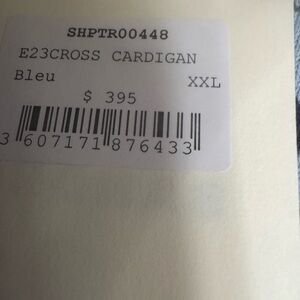 SHPTR00448
E23CROSS CARDIGAN
Bleu XXL
$ 395
3 607171 876433